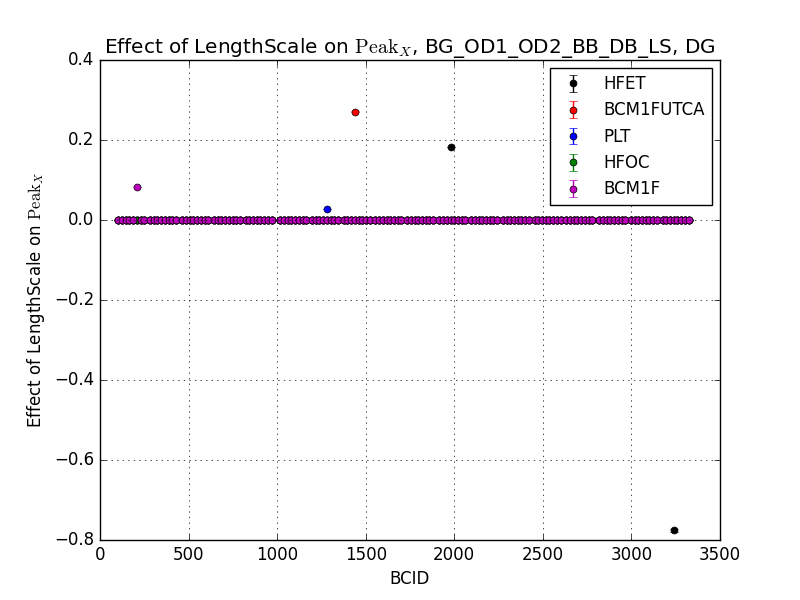 Effect of LengthScale on Peak_X, BG_OD1_OD2_BB_DB_LS, DG
HFET
BCM1FUTCA
PLT
HFOC
BCM1F
Effect of LengthScale on Peak_X
0.4
0.2
0.0
−0.2
−0.4
−0.6
−0.8
0 500 1000 1500 2000 2500 3000 3500
BCID